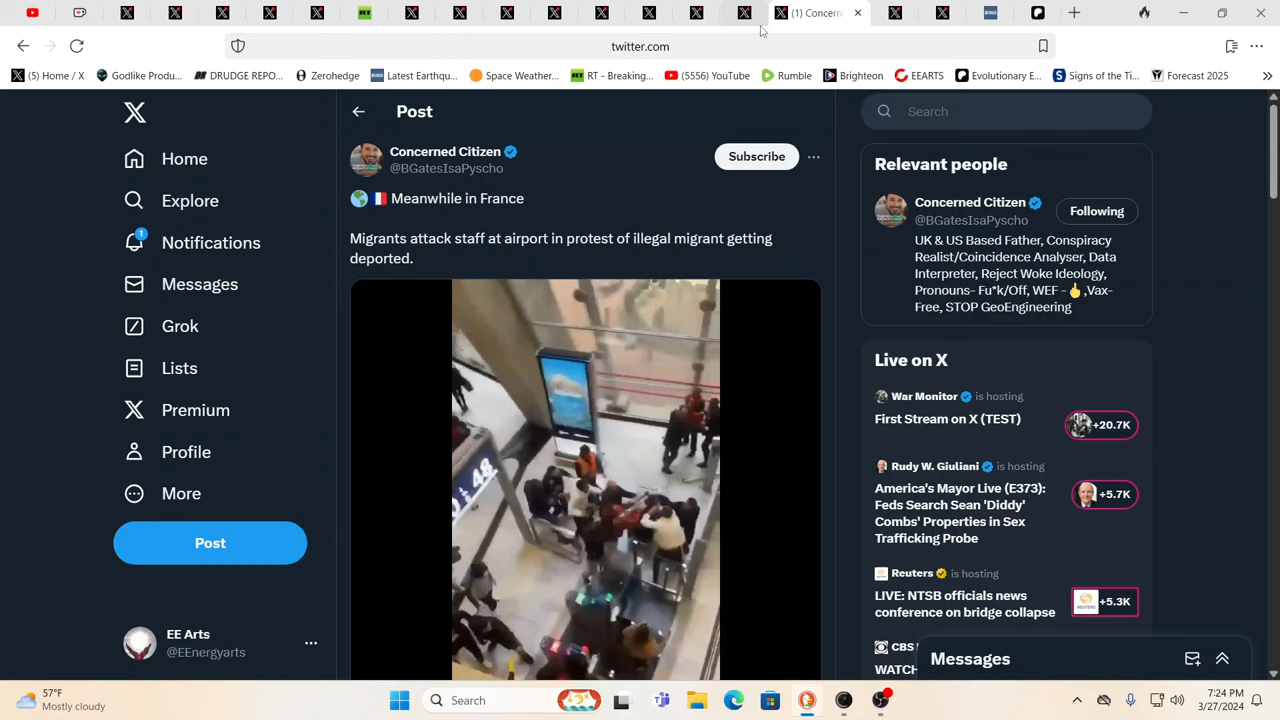 (1) Concern
twitter.com
(5) Home / X
Godlike Produ...
DRUDGE REPO...
Zerohedge
Latest Earthqu...
Space Weather...
RT - Breaking...
(5556) YouTube
Rumble
Brighteon
EEARTS
Evolutionary E...
Signs of the Ti...
Forecast 2025
Home
Explore
1
Notifications
Messages
Grok
Lists
Premium
Profile
More
Post
EE Arts
@EEnergyarts
Post
Concerned Citizen
@BGatesIsaPyscho
Subscribe
Meanwhile in France
Migrants attack staff at airport in protest of illegal migrant getting
deported.
Search
Relevant people
Concerned Citizen
@BGatesIsaPyscho
Following
UK & US Based Father, Conspiracy
Realist/Coincidence Analyser, Data
Interpreter, Reject Woke Ideology,
Pronouns- Fu*k/Off, WEF -🖕,Vax-
Free, STOP GeoEngineering
Live on X
War Monitor is hosting
First Stream on X (TEST)
+20.7K
Rudy W. Giuliani is hosting
America's Mayor Live (E373):
Feds Search Sean 'Diddy'
Combs' Properties in Sex
Trafficking Probe
+5.7K
Reuters is hosting
LIVE: NTSB officials news
conference on bridge collapse
+5.3K
CBS
WATCH
Messages
57°F
Mostly cloudy
Search
7:24 PM
3/27/2024